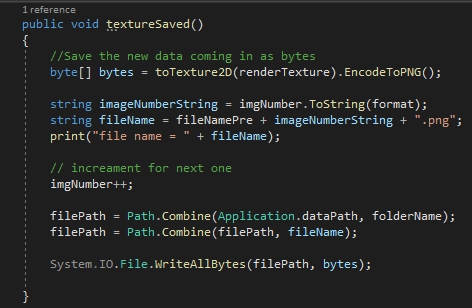 1 reference
public void textureSaved()
{
//Save the new data coming in as bytes
byte[] bytes = toTexture2D(renderTexture).EncodeToPNG();
string imageNumberString = imgNumber.ToString(format);
string fileName = fileNamePre + imageNumberString + ".png";
print("file name = " + fileName);
// increament for next one
imgNumber++;
filePath = Path.Combine(Application.dataPath, folderName);
filePath = Path.Combine(filePath, fileName);
System.IO.File.WriteAllBytes(filePath, bytes);
}